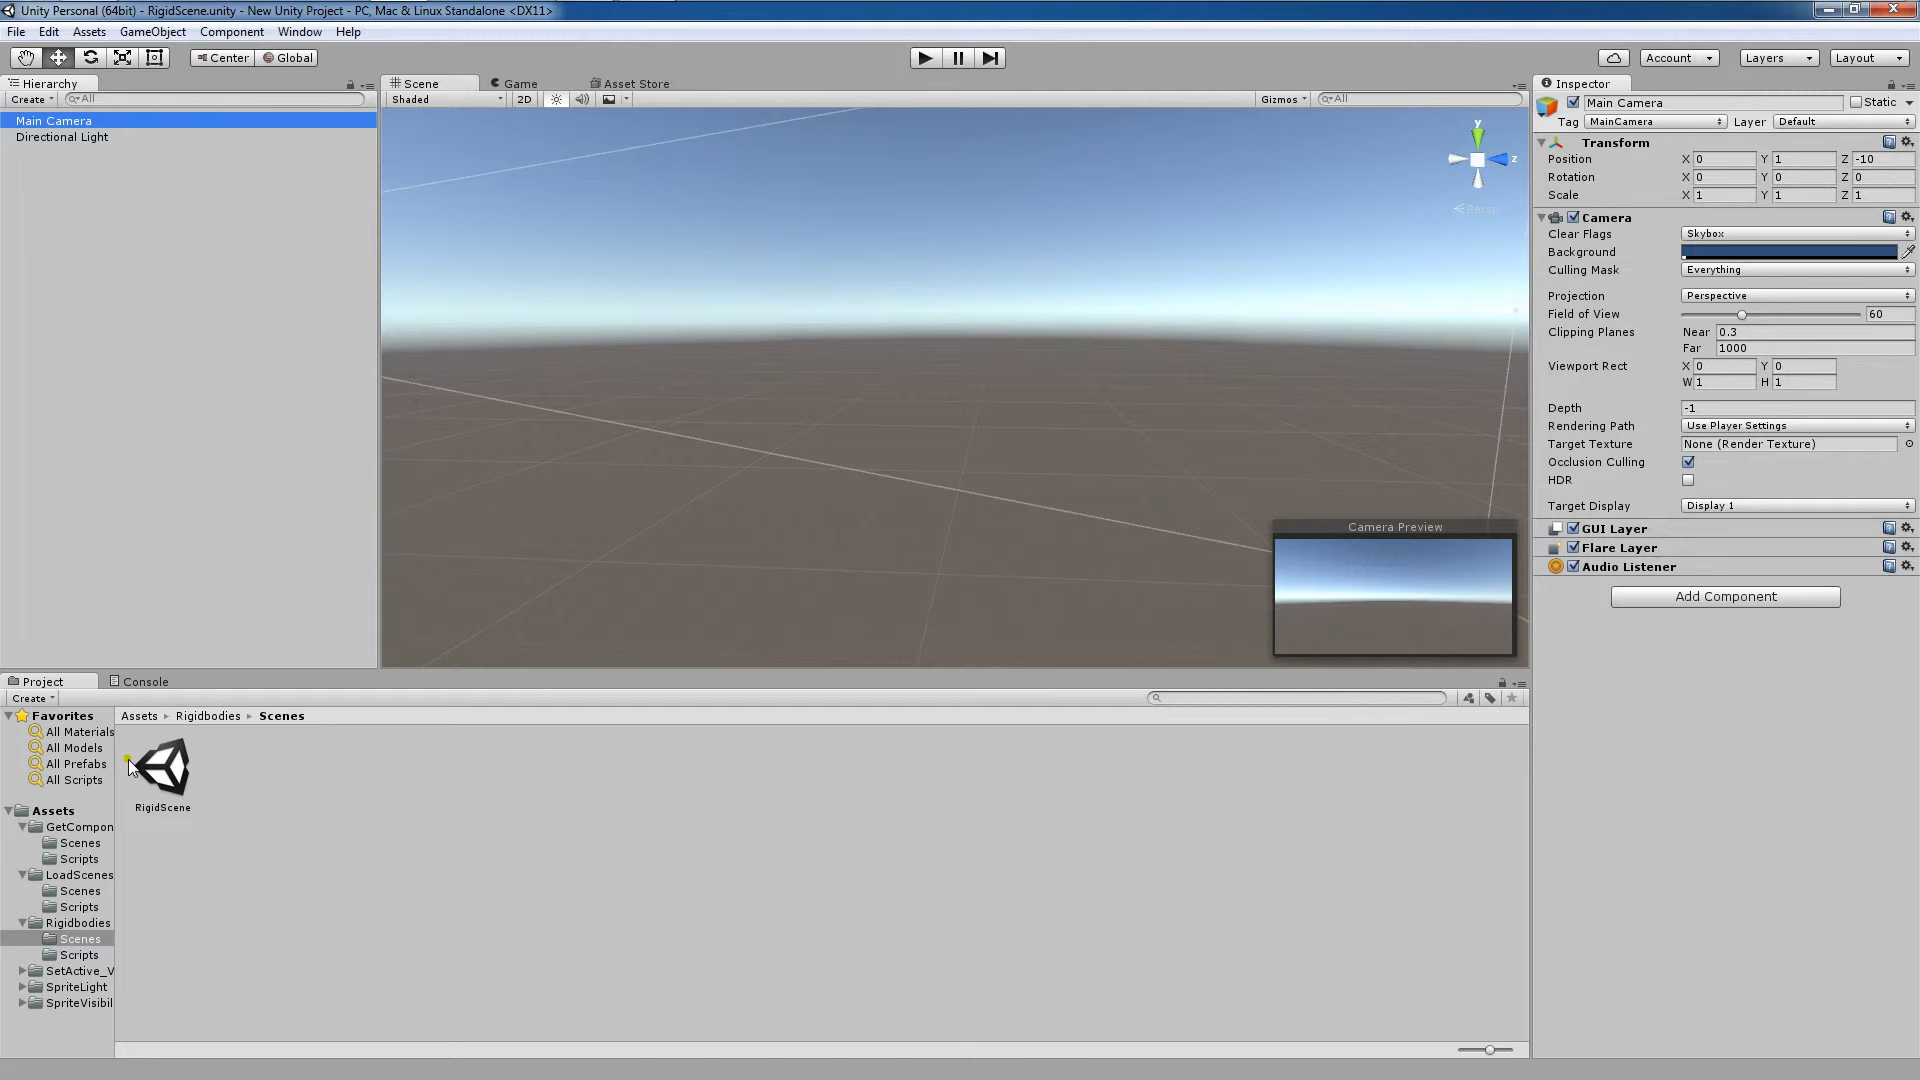 Unity Personal (64bit) - RigidScene.unity - New Unity Project - PC, Mac & Linux Standalone <DX11>
File Edit Assets GameObject Component Window Help
Center Global Account Layers Layout
Hierarchy
Create All
Main Camera
Directional Light
Scene Game Asset Store
Shaded 2D Gizmos All
y
z
Persp
Camera Preview
Inspector
Main Camera Static
Tag MainCamera Layer Default
Transform
Position X 0 Y 1 Z -10
Rotation X 0 Y 0 Z 0
Scale X 1 Y 1 Z 1
Camera
Clear Flags Skybox
Background
Culling Mask Everything
Projection Perspective
Field of View 60
Clipping Planes Near 0.3
Far 1000
Viewport Rect X 0 Y 0
W 1 H 1
Depth -1
Rendering Path Use Player Settings
Target Texture None (Render Texture)
Occlusion Culling
HDR
Target Display Display 1
GUI Layer
Flare Layer
Audio Listener
Add Component
Project Console
Create
Favorites
All Materials
All Models
All Prefabs
All Scripts
Assets
GetCompon
Scenes
Scripts
LoadScenes
Scenes
Scripts
Rigidbodies
Scenes
Scripts
SetActive_V
SpriteLight
SpriteVisibil
Assets Rigidbodies Scenes
RigidScene